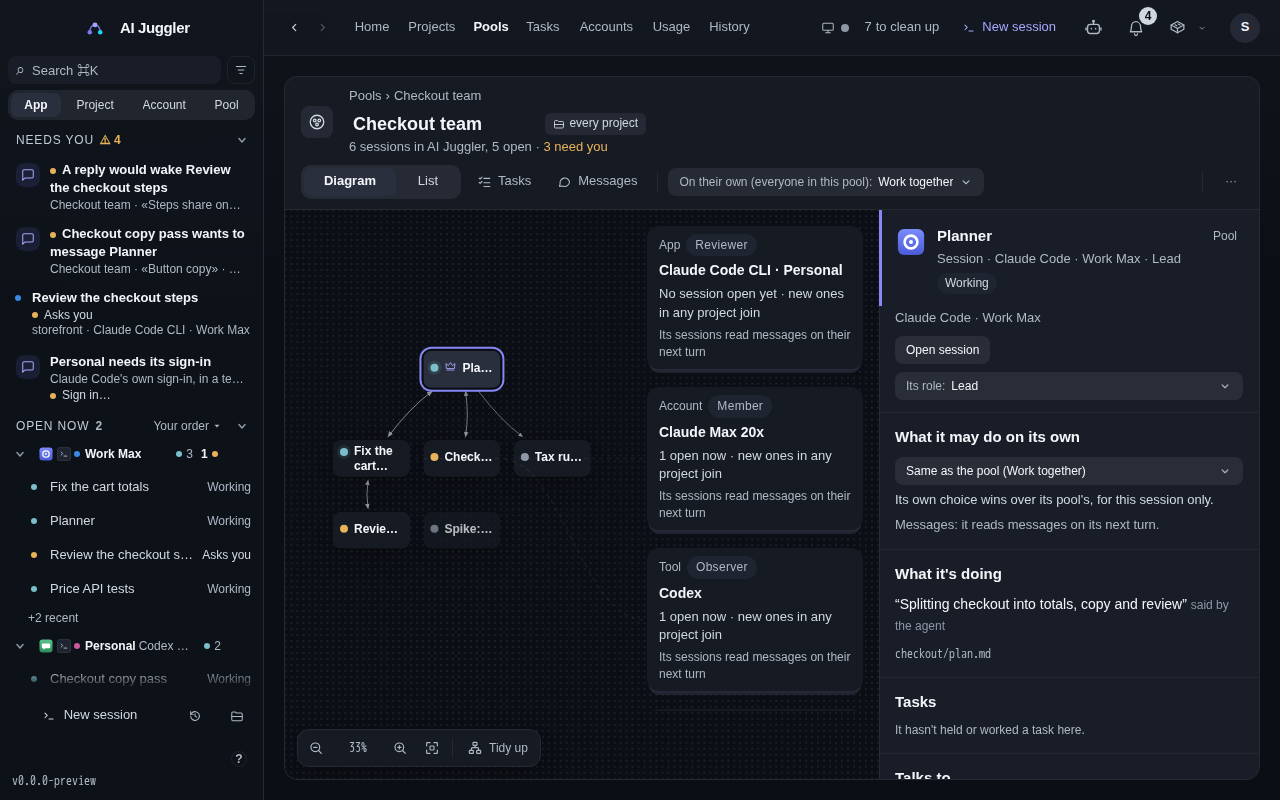 AI Juggler
Search ⌘K
App Project Account Pool
NEEDS YOU 4
A reply would wake Review the checkout steps
Checkout team · «Steps share on…
Checkout copy pass wants to message Planner
Checkout team · «Button copy» · …
Review the checkout steps
Asks you
storefront · Claude Code CLI · Work Max
Personal needs its sign-in
Claude Code's own sign-in, in a te…
Sign in…
OPEN NOW 2 Your order
Work Max 3 1
Fix the cart totals Working
Planner Working
Review the checkout s… Asks you
Price API tests Working
+2 recent
Personal Codex … 2
Checkout copy pass Working
New session
?
v0.0.0-preview
Home Projects Pools Tasks Accounts Usage History
7 to clean up
New session
4
S
Pools › Checkout team
Checkout team
every project
6 sessions in AI Juggler, 5 open · 3 need you
Diagram List Tasks Messages
On their own (everyone in this pool): Work together
Pla…
Fix the cart…
Check…
Tax ru…
Revie…
Spike:…
App Reviewer
Claude Code CLI · Personal
No session open yet · new ones in any project join
Its sessions read messages on their next turn
Account Member
Claude Max 20x
1 open now · new ones in any project join
Its sessions read messages on their next turn
Tool Observer
Codex
1 open now · new ones in any project join
Its sessions read messages on their next turn
33%
Tidy up
Planner Pool
Session · Claude Code · Work Max · Lead
Working
Claude Code · Work Max
Open session
Its role: Lead
What it may do on its own
Same as the pool (Work together)
Its own choice wins over its pool's, for this session only.
Messages: it reads messages on its next turn.
What it's doing
“Splitting checkout into totals, copy and review” said by the agent
checkout/plan.md
Tasks
It hasn't held or worked a task here.
Talks to